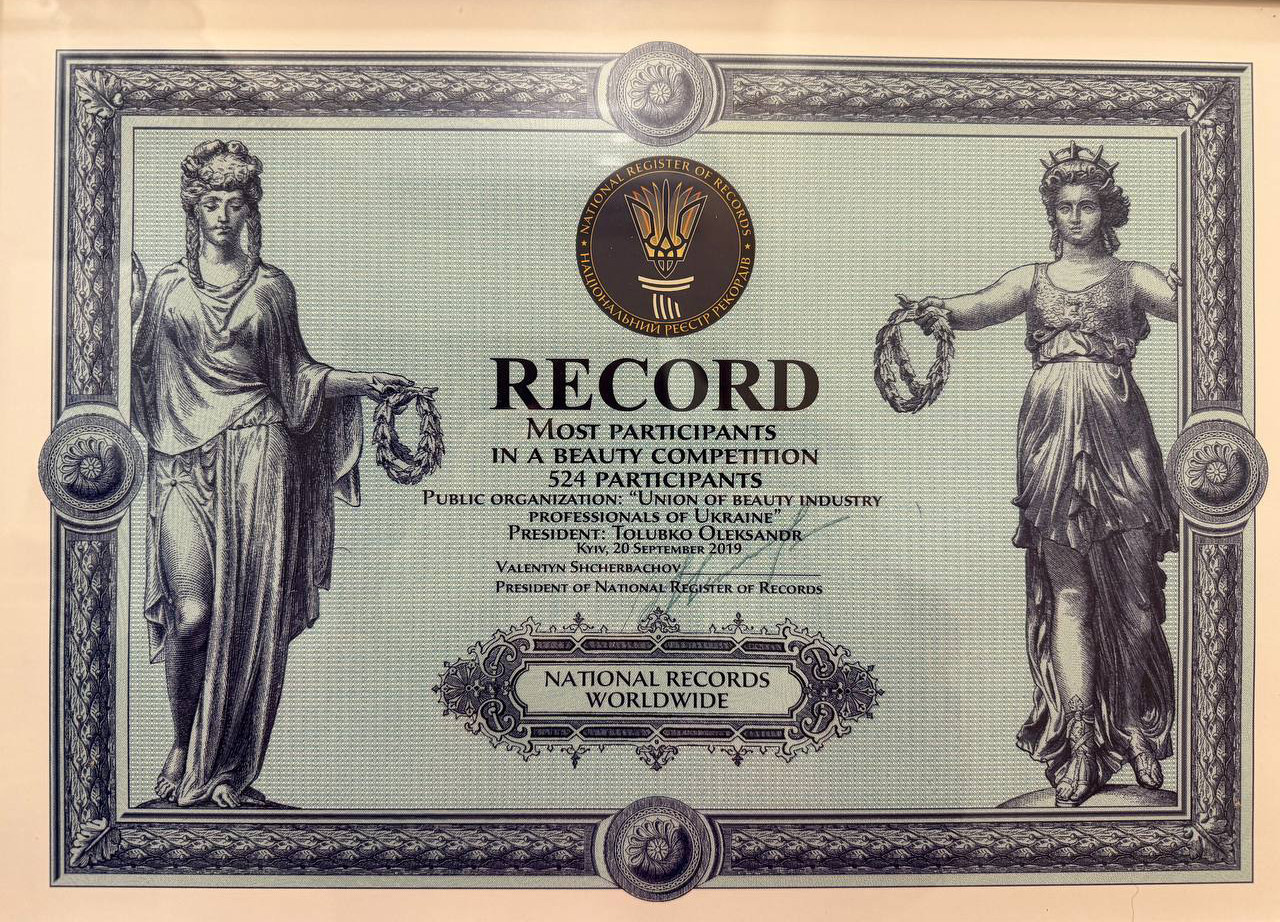 NATIONAL REGISTER OF RECORDS
НАЦІОНАЛЬНИЙ РЕЄСТР РЕКОРДІВ
RECORD
MOST PARTICIPANTS
IN A BEAUTY COMPETITION
524 PARTICIPANTS
PUBLIC ORGANIZATION: “UNION OF BEAUTY INDUSTRY
PROFESSIONALS OF UKRAINE”
PRESIDENT: TOLUBKO OLEKSANDR
KYIV, 20 SEPTEMBER 2019
VALENTYN SHCHERBACHOV
PRESIDENT OF NATIONAL REGISTER OF RECORDS
NATIONAL RECORDS
WORLDWIDE